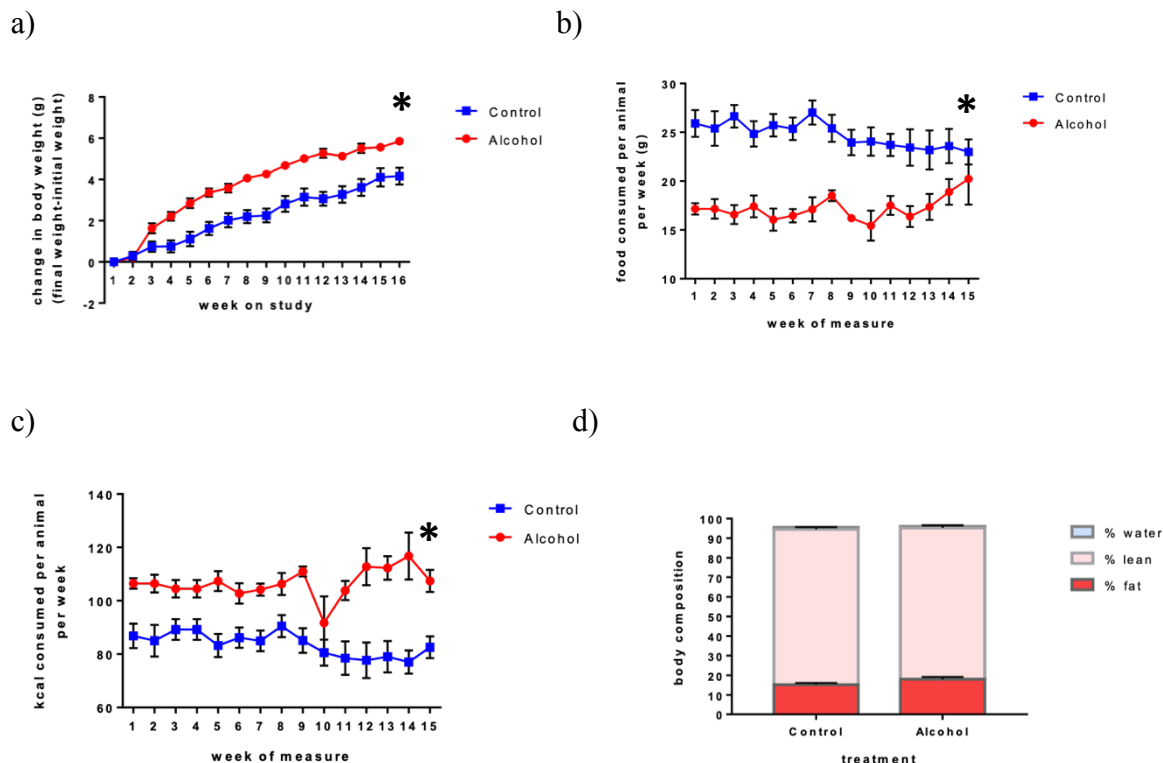 a)
change in body weight (g)
(final weight-initial weight)
8
6
4
2
0
-2
1 2 3 4 5 6 7 8 9 10 11 12 13 14 15 16
week on study
*
Control
Alcohol
b)
food consumed per animal
per week (g)
30
25
20
15
10
1 2 3 4 5 6 7 8 9 10 11 12 13 14 15
week of measure
*
Control
Alcohol
c)
kcal consumed per animal
per week
140
120
100
80
60
1 2 3 4 5 6 7 8 9 10 11 12 13 14 15
week of measure
*
Control
Alcohol
d)
body composition
100
90
80
70
60
50
40
30
20
10
0
Control Alcohol
treatment
% water
% lean
% fat